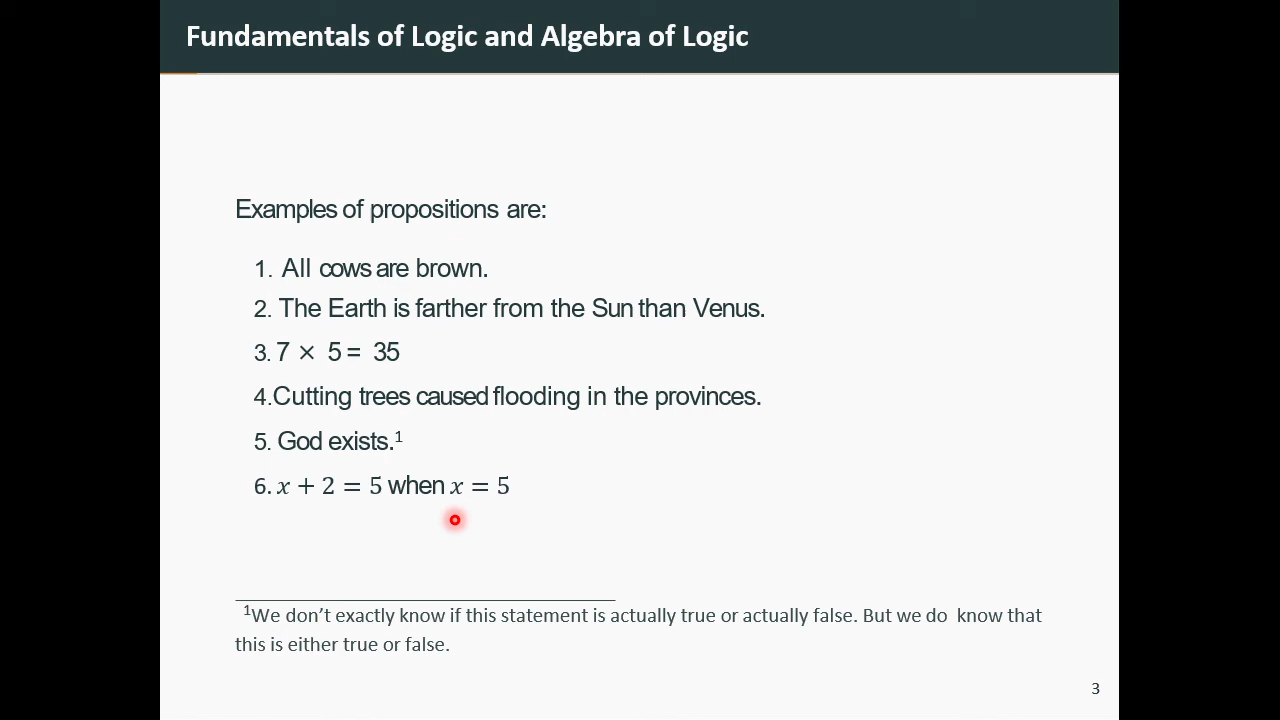 Fundamentals of Logic and Algebra of Logic
Examples of propositions are:
1. All cows are brown.
2. The Earth is farther from the Sun than Venus.
3. 7 × 5 = 35
4.Cutting trees caused flooding in the provinces.
5. God exists.¹
6. x + 2 = 5 when x = 5
¹We don’t exactly know if this statement is actually true or actually false. But we do know that
this is either true or false.
3